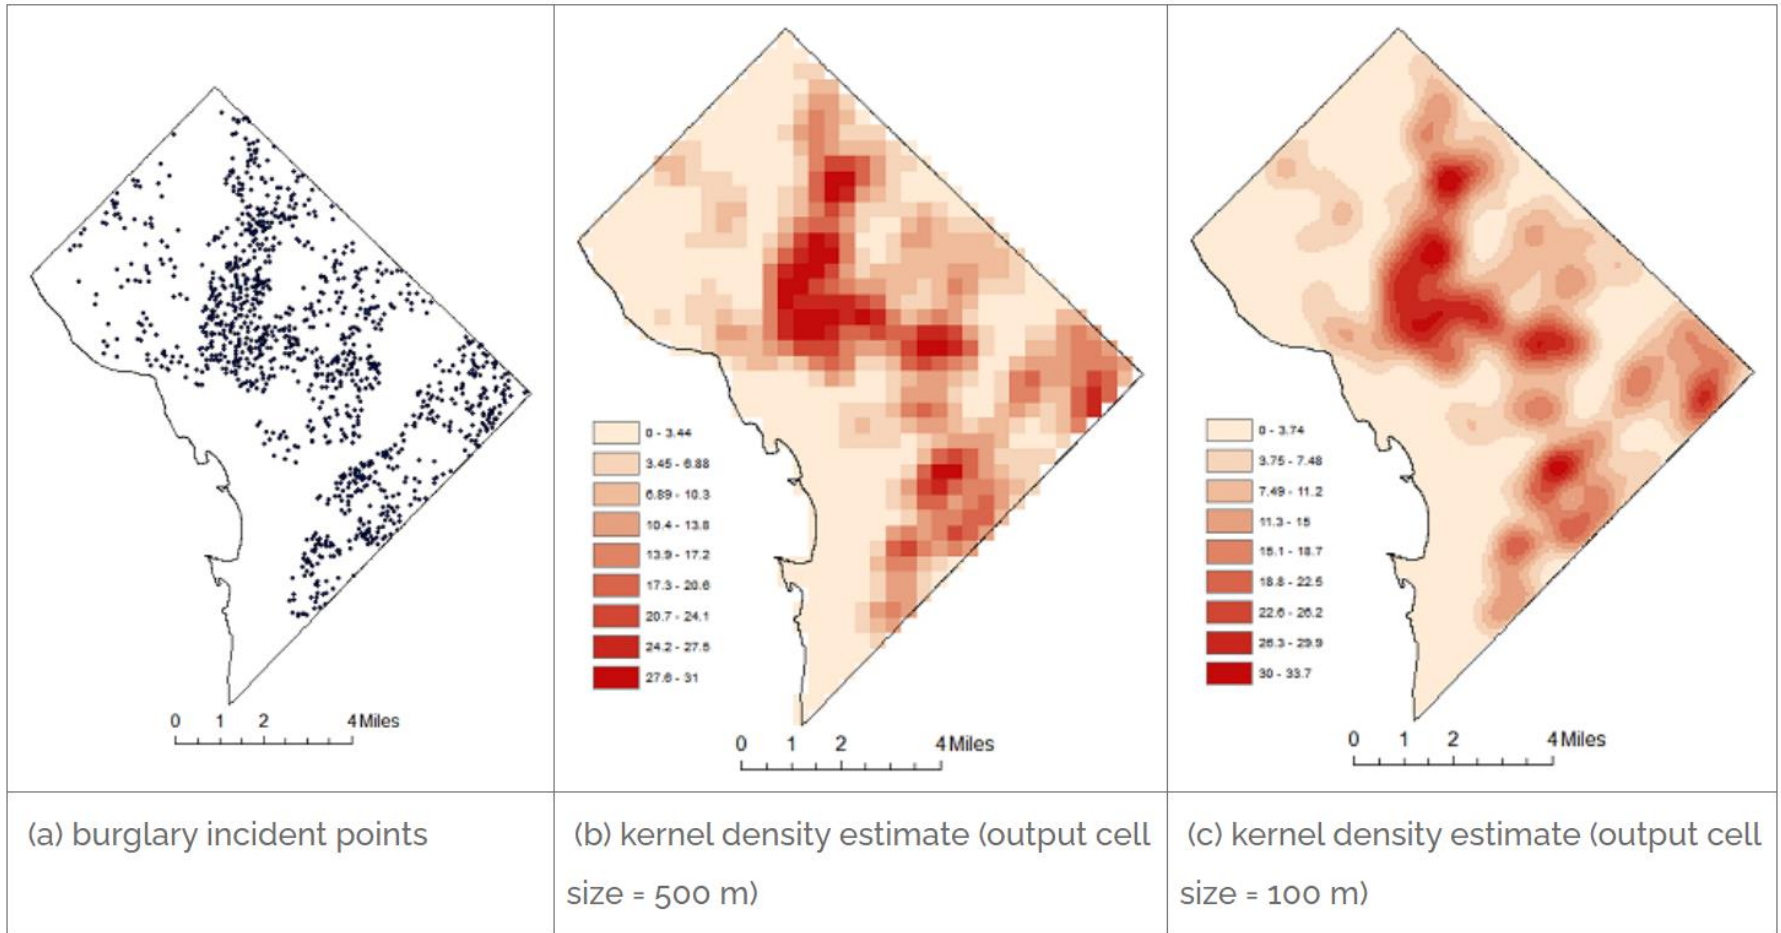 0 1 2 4 Miles
(a) burglary incident points
0 - 3.44
3.45 - 6.88
6.89 - 10.3
10.4 - 13.8
13.9 - 17.2
17.3 - 20.6
20.7 - 24.1
24.2 - 27.5
27.6 - 31
0 1 2 4 Miles
(b) kernel density estimate (output cell
size = 500 m)
0 - 3.74
3.75 - 7.48
7.49 - 11.2
11.3 - 15
15.1 - 18.7
18.8 - 22.5
22.6 - 26.2
26.3 - 29.9
30 - 33.7
0 1 2 4 Miles
(c) kernel density estimate (output cell
size = 100 m)